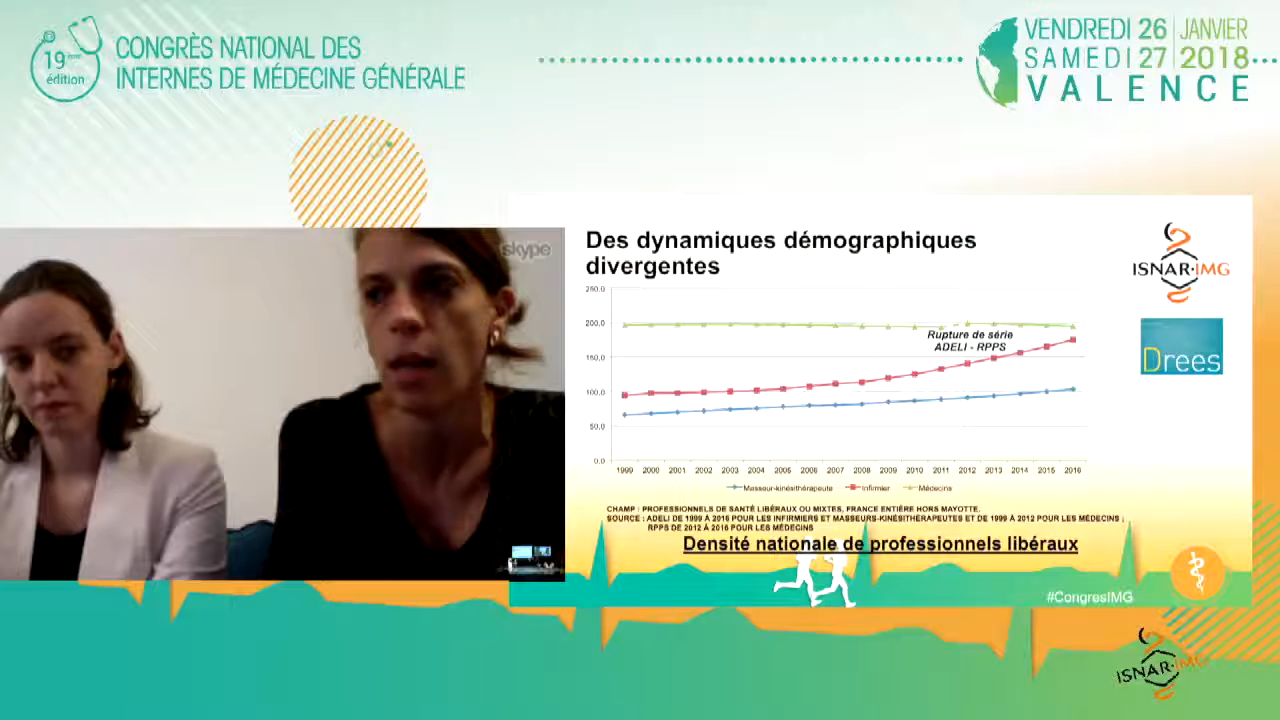 19ème
édition
CONGRÈS NATIONAL DES
INTERNES DE MÉDECINE GÉNÉRALE
VENDREDI 26 JANVIER
SAMEDI 27 2018
VALENCE
skype
Des dynamiques démographiques
divergentes
ISNAR-IMG
Drees
250.0
200.0
150.0
100.0
50.0
0.0
Rupture de série
ADELI - RPPS
1999 2000 2001 2002 2003 2004 2005 2006 2007 2008 2009 2010 2011 2012 2013 2014 2015 2016
Masseur-kinésithérapeute Infirmier Médecins
CHAMP : PROFESSIONNELS DE SANTÉ LIBÉRAUX OU MIXTES, FRANCE ENTIÈRE HORS MAYOTTE.
SOURCE : ADELI DE 1999 À 2016 POUR LES INFIRMIERS ET MASSEURS-KINÉSITHÉRAPEUTES ET DE 1999 À 2012 POUR LES MÉDECINS ;
RPPS DE 2012 À 2016 POUR LES MÉDECINS
Densité nationale de professionnels libéraux
#CongresIMG
ISNAR-IMG